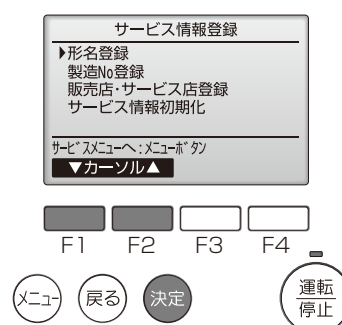 サービス情報登録
▶形名登録
製造No登録
販売店・サービス店登録
サービス情報初期化
ｻｰﾋﾞｽﾒﾆｭｰへ:ﾒﾆｭｰﾎﾞﾀﾝ
▼カーソル▲
F1 F2 F3 F4
メニュー 戻る 決定 運転
停止